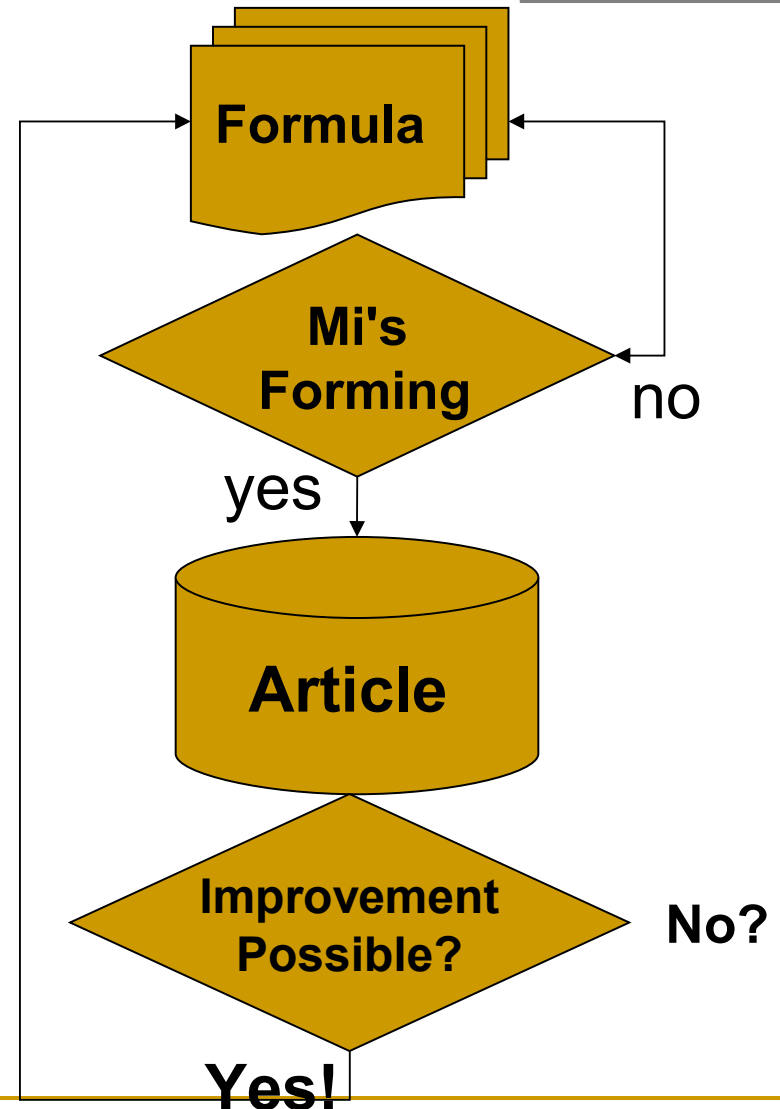 Formula
Mi's
Forming
no
yes
Article
Improvement
Possible?
No?
Yes!